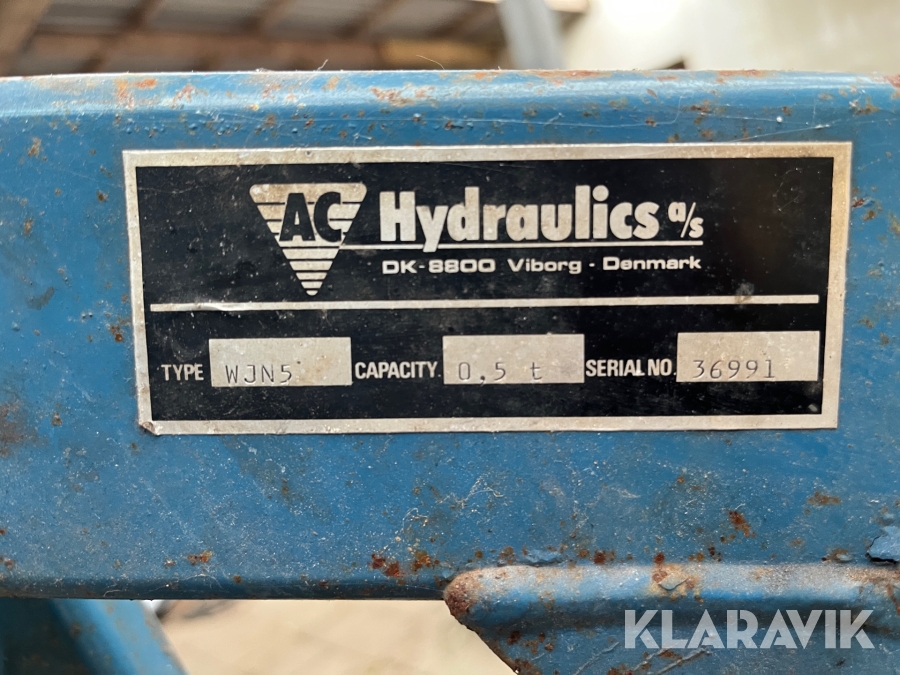 AC Hydraulics a/s
DK-8800 Viborg - Denmark
TYPE WJN5 CAPACITY. 0,5 t SERIAL NO. 36991
KLARAVIK